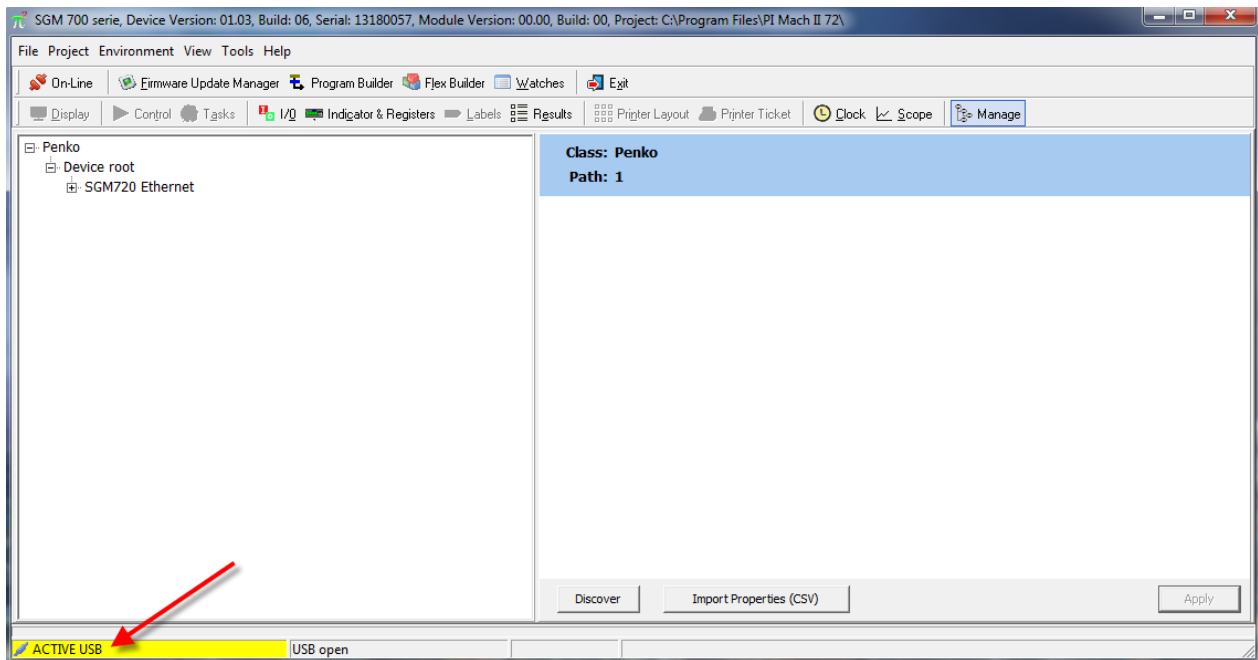 SGM 700 serie, Device Version: 01.03, Build: 06, Serial: 13180057, Module Version: 00.00, Build: 00, Project: C:\Program Files\PI Mach II 72\
File Project Environment View Tools Help
On-Line Firmware Update Manager Program Builder Flex Builder Watches Exit
Display Control Tasks I/O Indicator & Registers Labels Results Printer Layout Printer Ticket Clock Scope Manage
Penko
Device root
SGM720 Ethernet
Class: Penko
Path: 1
Discover Import Properties (CSV) Apply
ACTIVE USB USB open